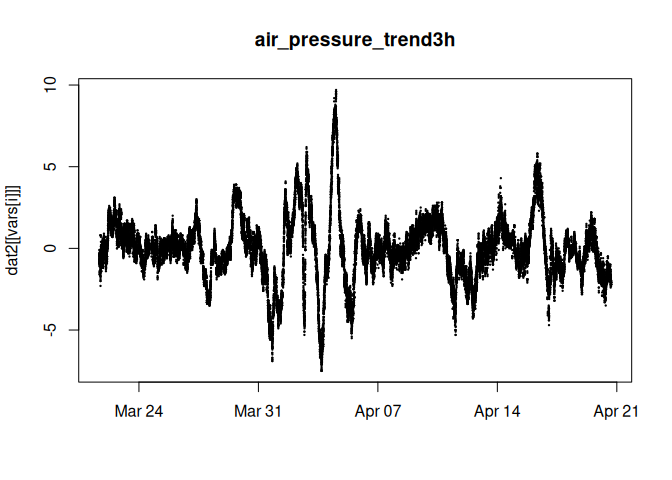 air_pressure_trend3h
dat2[[vars[i]]]
10
5
0
-5
Mar 24
Mar 31
Apr 07
Apr 14
Apr 21